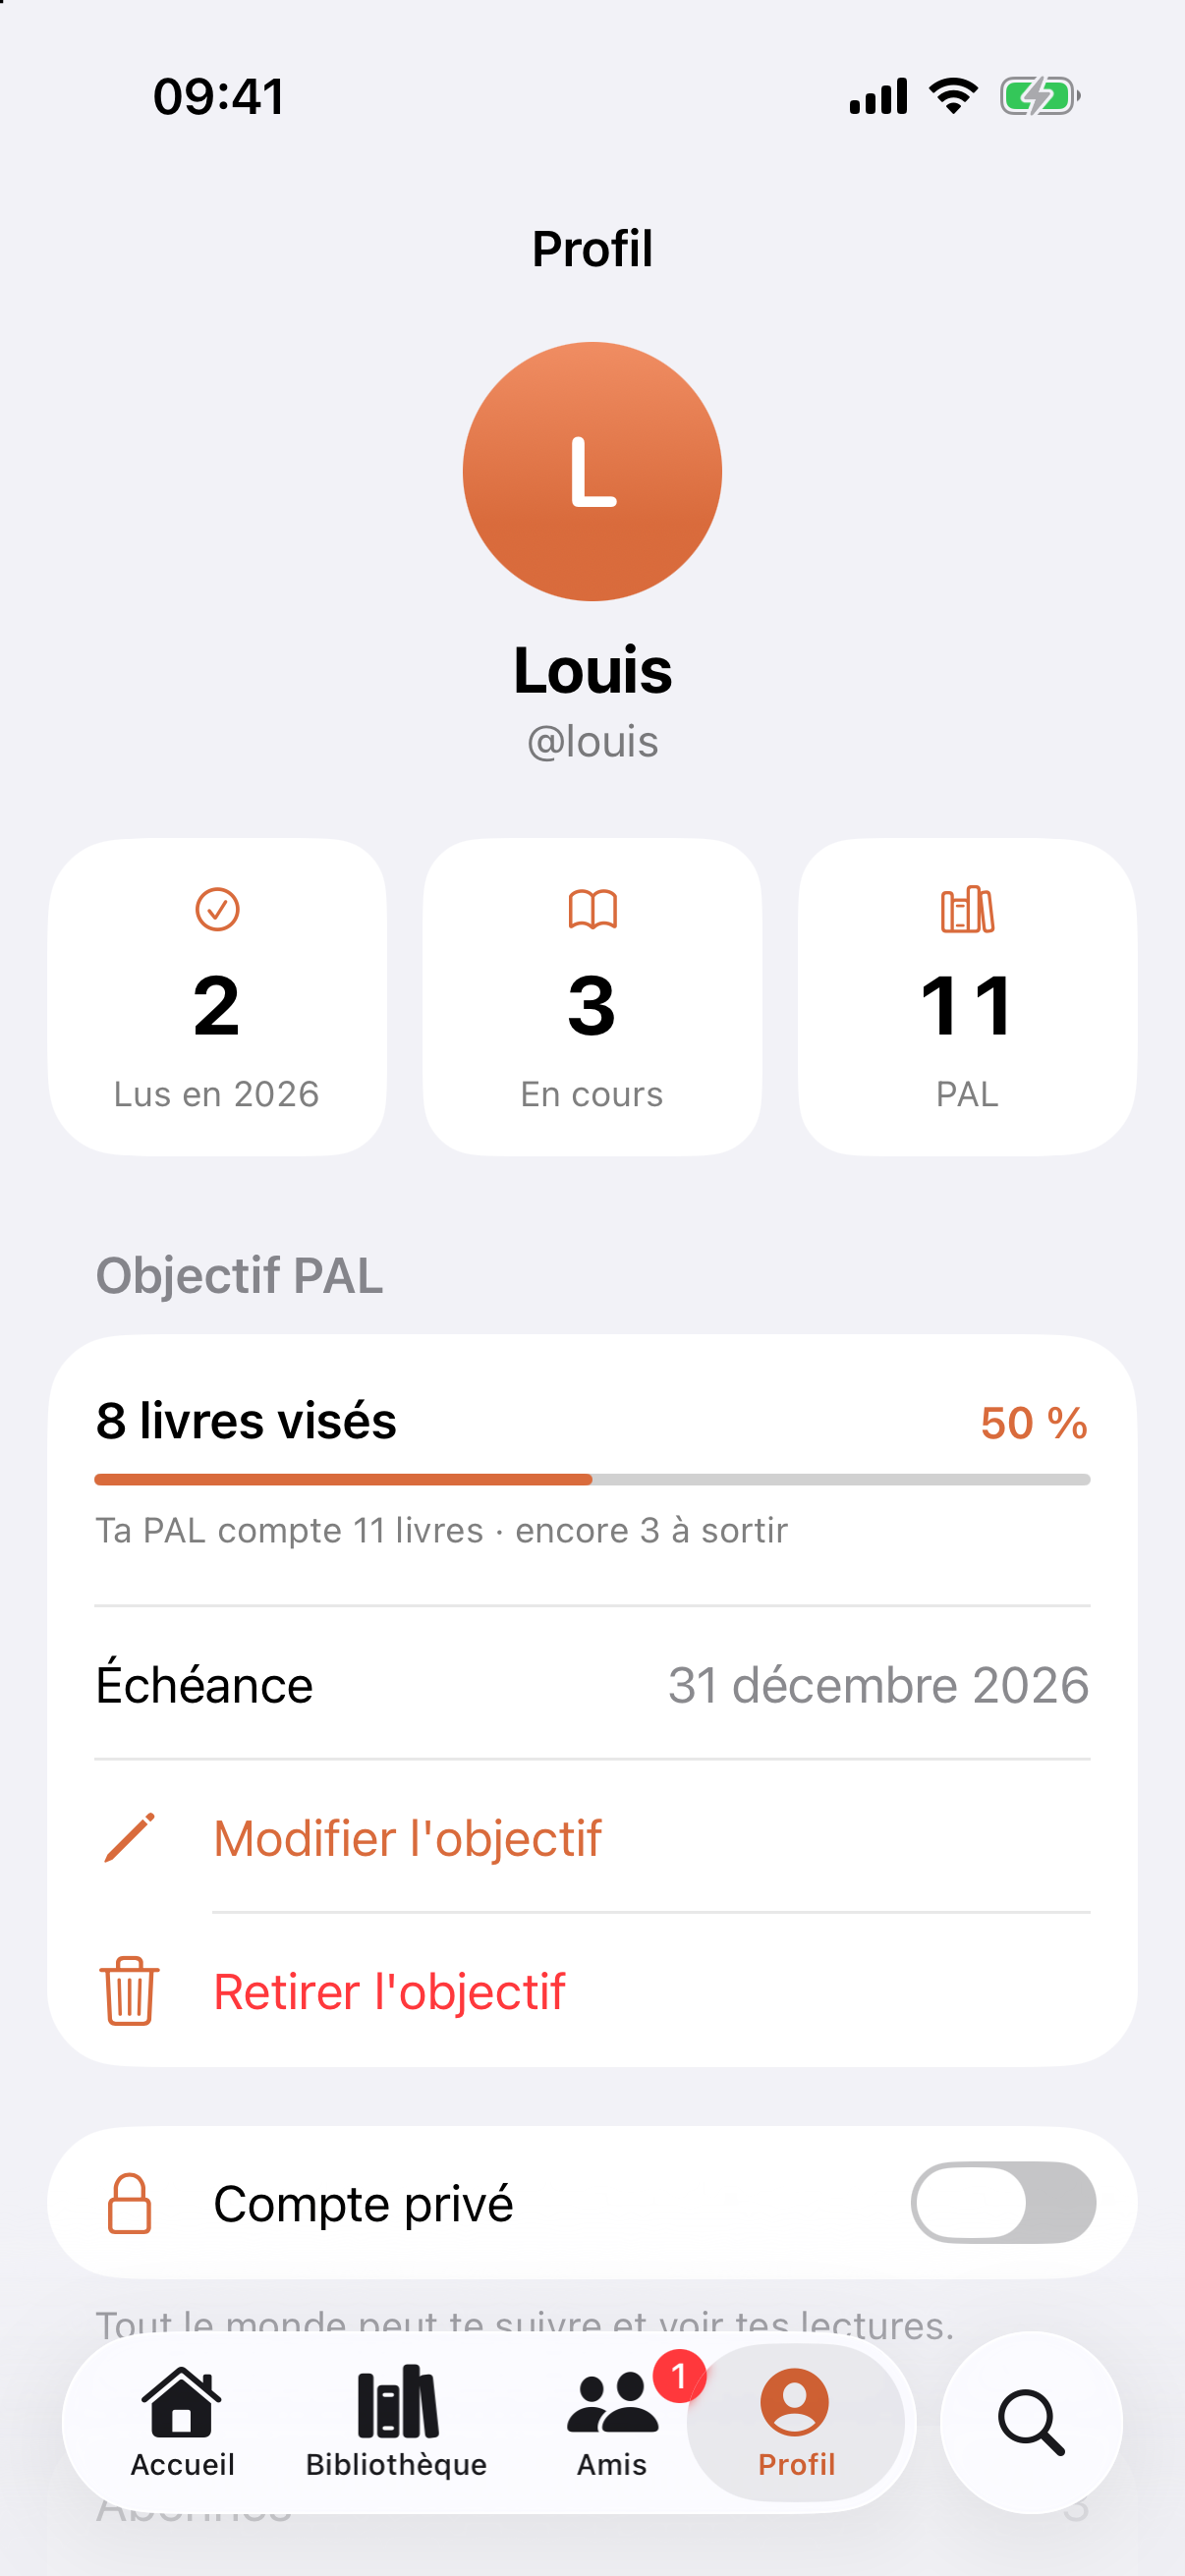 09:41
Profil
L
Louis
@louis
2
Lus en 2026
3
En cours
11
PAL
Objectif PAL
8 livres visés
50 %
Ta PAL compte 11 livres · encore 3 à sortir
Échéance
31 décembre 2026
Modifier l'objectif
Retirer l'objectif
Compte privé
Tout le monde peut te suivre et voir tes lectures.
1
Accueil
Bibliothèque
Amis
Profil
Abonnés
3